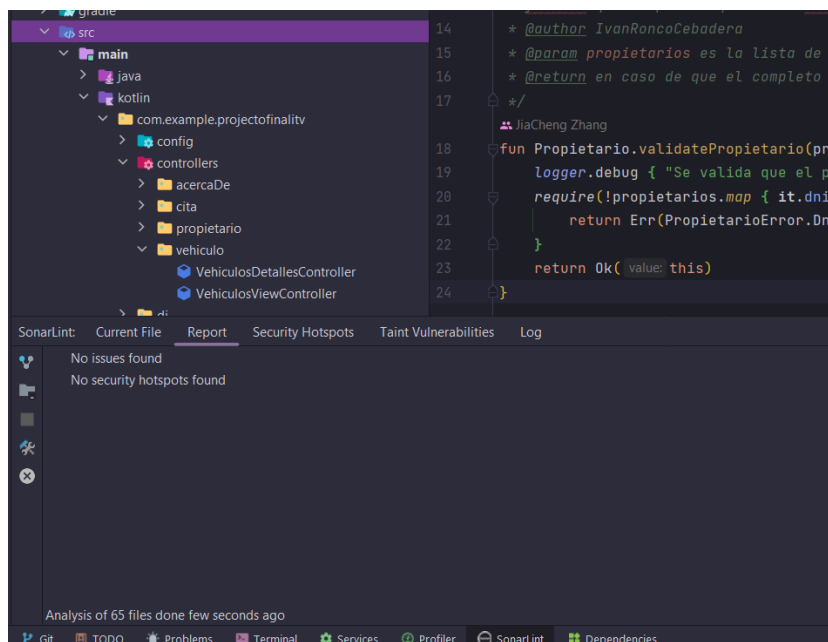 gradle
src
main
java
kotlin
com.example.projectofinalitv
config
controllers
acercaDe
cita
propietario
vehiculo
VehiculosDetallesController
VehiculosViewController
di
14 * @author IvanRoncoCebadera
15 * @param propietarios es la lista de
16 * @return en caso de que el completo
17 */
JiaCheng Zhang
18 fun Propietario.validatePropietario(pr
19 logger.debug { "Se valida que el p
20 require(!propietarios.map { it.dni
21 return Err(PropietarioError.Dn
22 }
23 return Ok( value: this)
24 }
SonarLint: Current File Report Security Hotspots Taint Vulnerabilities Log
No issues found
No security hotspots found
Analysis of 65 files done few seconds ago
Git TODO Problems Terminal Services Profiler SonarLint Dependencies